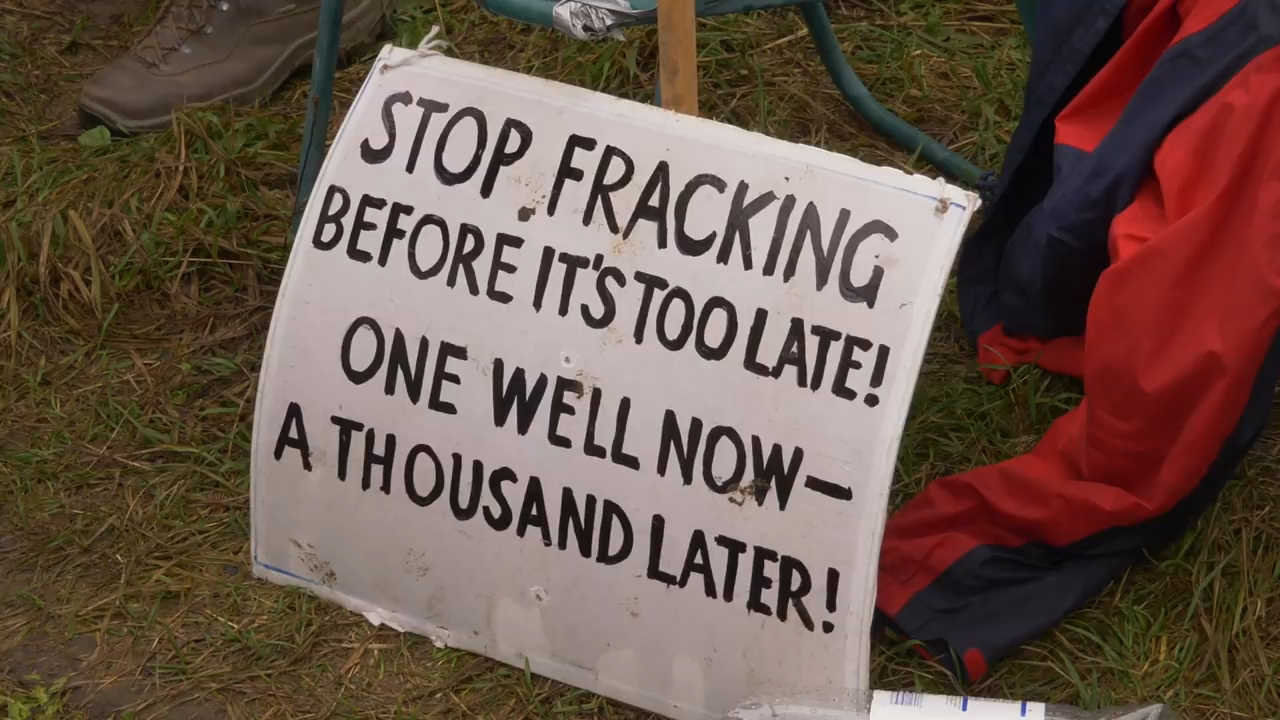 STOP FRACKING
BEFORE IT'S TOO LATE!
ONE WELL NOW—
A THOUSAND LATER!